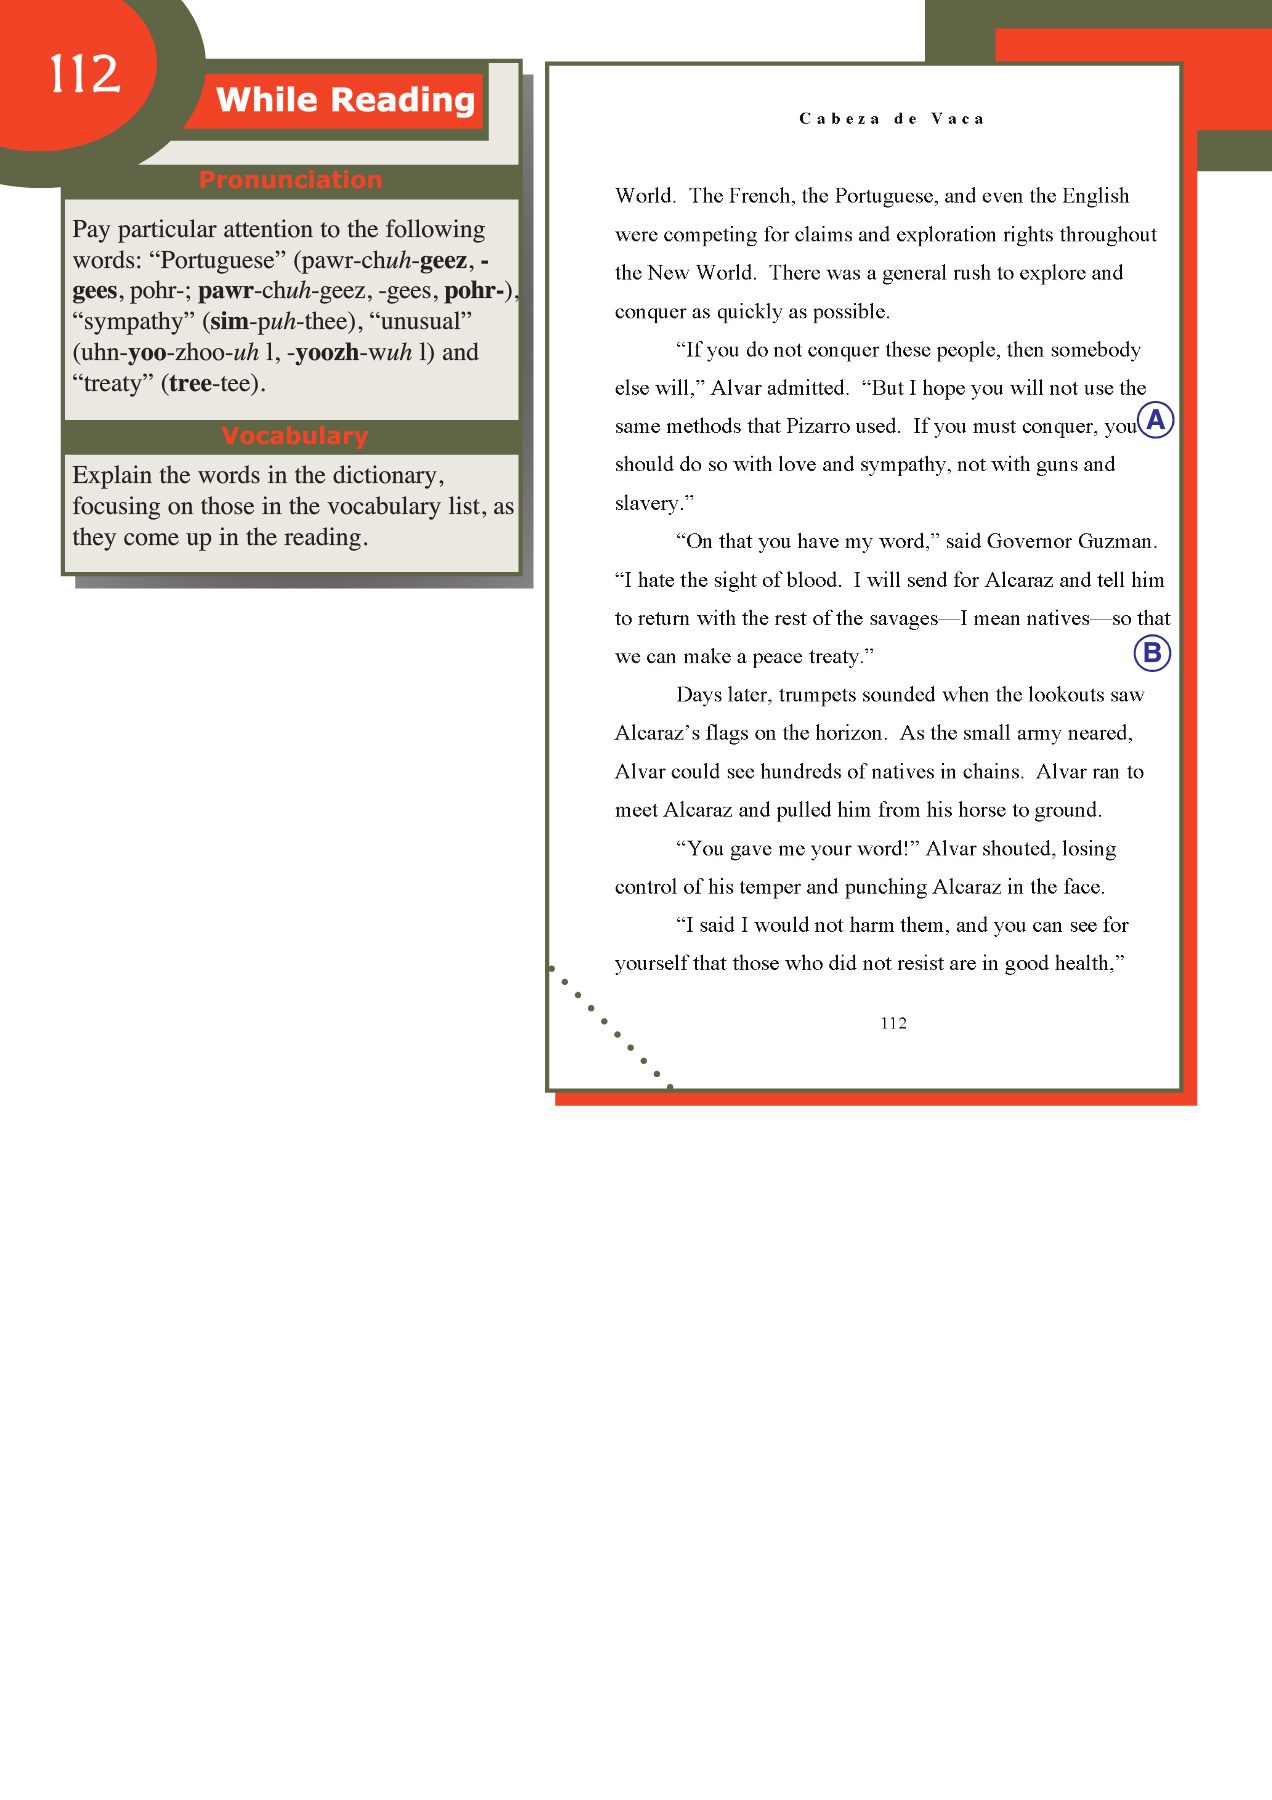 112
While Reading
Pronunciation
Pay particular attention to the following
words: “Portuguese” (pawr-chuh-geez, -
gees, pohr-; pawr-chuh-geez, -gees, pohr-),
“sympathy” (sim-puh-thee), “unusual”
(uhn-yoo-zhoo-uh l, -yoozh-wuh l) and
“treaty” (tree-tee).
Vocabulary
Explain the words in the dictionary,
focusing on those in the vocabulary list, as
they come up in the reading.
Cabeza de Vaca
World.  The French, the Portuguese, and even the English
were competing for claims and exploration rights throughout
the New World.  There was a general rush to explore and
conquer as quickly as possible.
“If you do not conquer these people, then somebody
else will,” Alvar admitted.  “But I hope you will not use the
same methods that Pizarro used.  If you must conquer, you
A
should do so with love and sympathy, not with guns and
slavery.”
“On that you have my word,” said Governor Guzman.
“I hate the sight of blood.  I will send for Alcaraz and tell him
to return with the rest of the savages—I mean natives—so that
we can make a peace treaty.”
B
Days later, trumpets sounded when the lookouts saw
Alcaraz’s flags on the horizon.  As the small army neared,
Alvar could see hundreds of natives in chains.  Alvar ran to
meet Alcaraz and pulled him from his horse to ground.
“You gave me your word!” Alvar shouted, losing
control of his temper and punching Alcaraz in the face.
“I said I would not harm them, and you can see for
yourself that those who did not resist are in good health,”
112